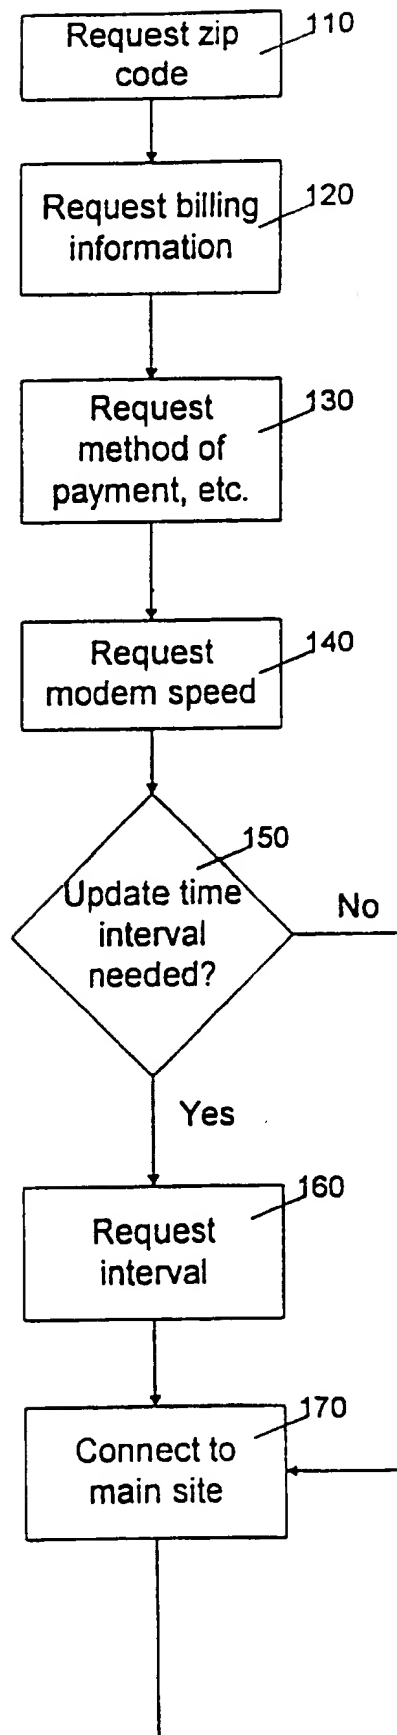 Request zip
code
110
Request billing
information
120
Request
method of
payment, etc.
130
Request
modem speed
140
Update time
interval
needed?
150
No
Yes
Request
interval
160
Connect to
main site
170